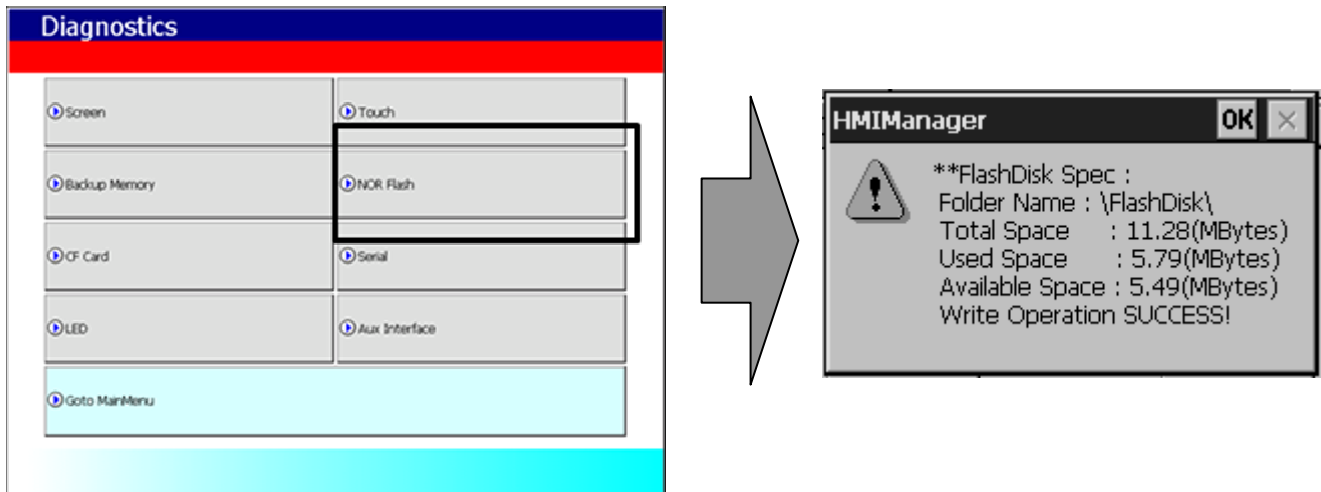 Diagnostics
Screen
Touch
Backup Memory
NOR Flash
CF Card
Serial
LED
Aux Interface
Goto MainMenu
HMIManager OK
**FlashDisk Spec :
Folder Name : \FlashDisk\
Total Space : 11.28(MBytes)
Used Space : 5.79(MBytes)
Available Space : 5.49(MBytes)
Write Operation SUCCESS!